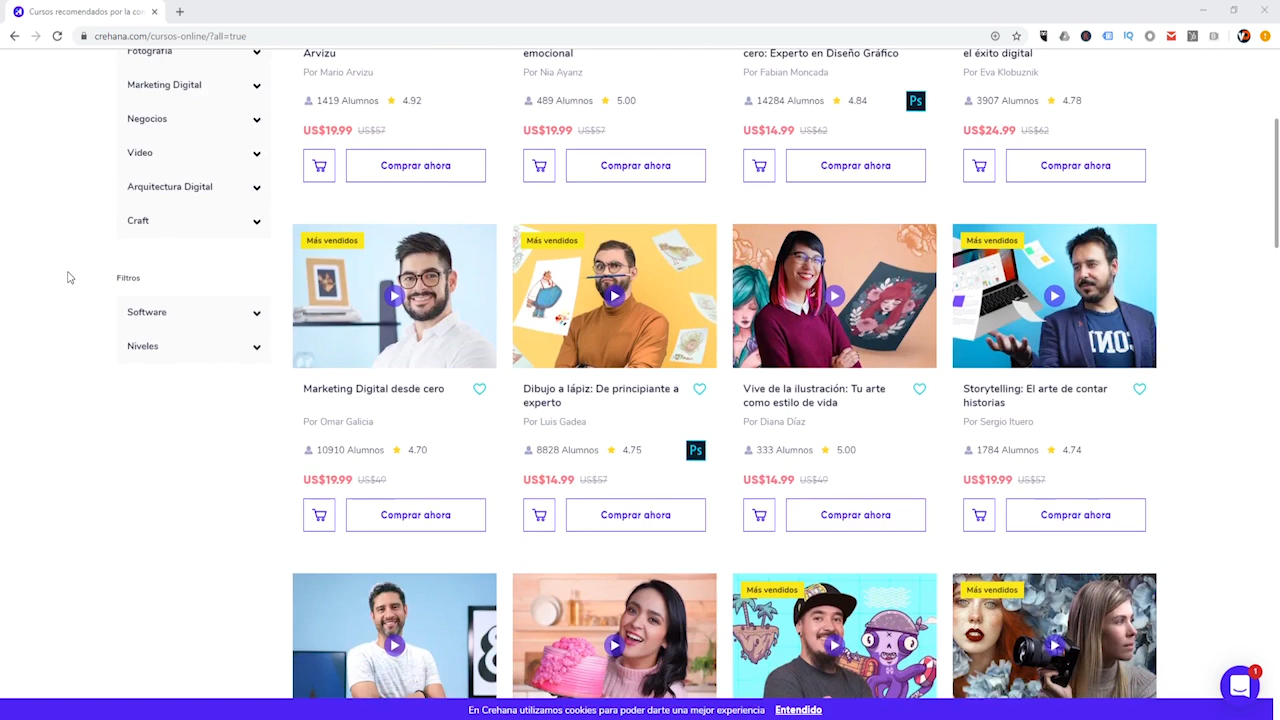 Cursos recomendados por la con
crehana.com/cursos-online/?all=true
Fotografía
Marketing Digital
Negocios
Video
Arquitectura Digital
Craft
Filtros
Software
Niveles
Arvizu
Por Mario Arvizu
1419 Alumnos 4.92
US$19.99 US$57
Comprar ahora
emocional
Por Nia Ayanz
489 Alumnos 5.00
US$19.99 US$57
Comprar ahora
cero: Experto en Diseño Gráfico
Por Fabian Moncada
14284 Alumnos 4.84
Ps
US$14.99 US$62
Comprar ahora
el éxito digital
Por Eva Klobuznik
3907 Alumnos 4.78
US$24.99 US$62
Comprar ahora
Más vendidos
Marketing Digital desde cero
Por Omar Galicia
10910 Alumnos 4.70
US$19.99 US$49
Comprar ahora
Más vendidos
Dibujo a lápiz: De principiante a
experto
Por Luis Gadea
8828 Alumnos 4.75
Ps
US$14.99 US$57
Comprar ahora
Vive de la ilustración: Tu arte
como estilo de vida
Por Diana Díaz
333 Alumnos 5.00
US$14.99 US$49
Comprar ahora
Más vendidos
Storytelling: El arte de contar
historias
Por Sergio Ituero
1784 Alumnos 4.74
US$19.99 US$57
Comprar ahora
Más vendidos
Más vendidos
1
En Crehana utilizamos cookies para poder darte una mejor experiencia Entendido